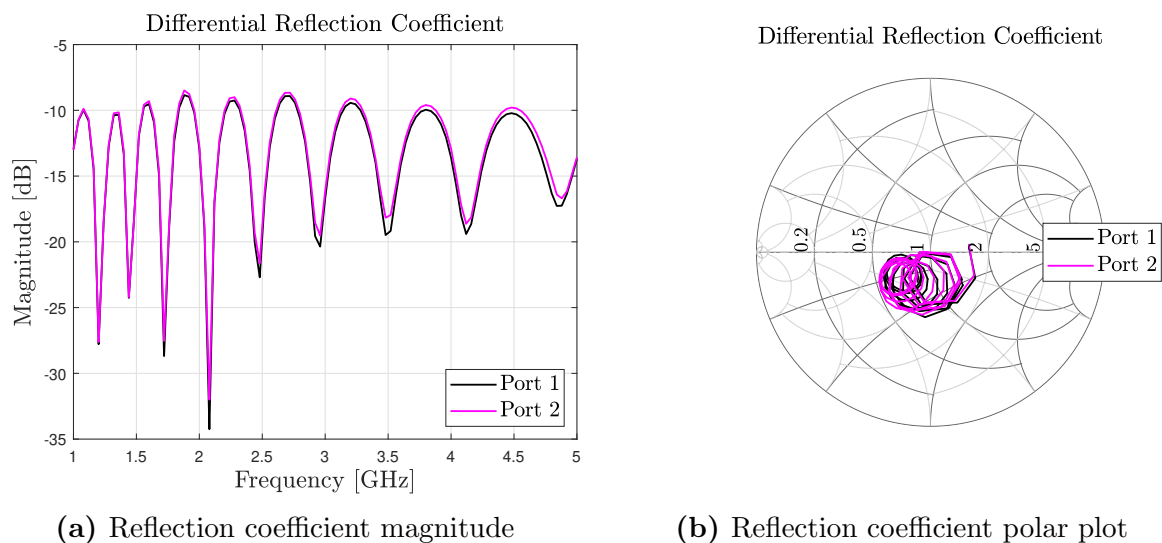 Differential Reflection Coefficient
-5
-10
-15
-20
-25
-30
-35
Magnitude [dB]
1
1.5
2
2.5
3
3.5
4
4.5
5
Frequency [GHz]
Port 1
Port 2
(a) Reflection coefficient magnitude
Differential Reflection Coefficient
0.2
0.5
1
2
5
Port 1
Port 2
(b) Reflection coefficient polar plot